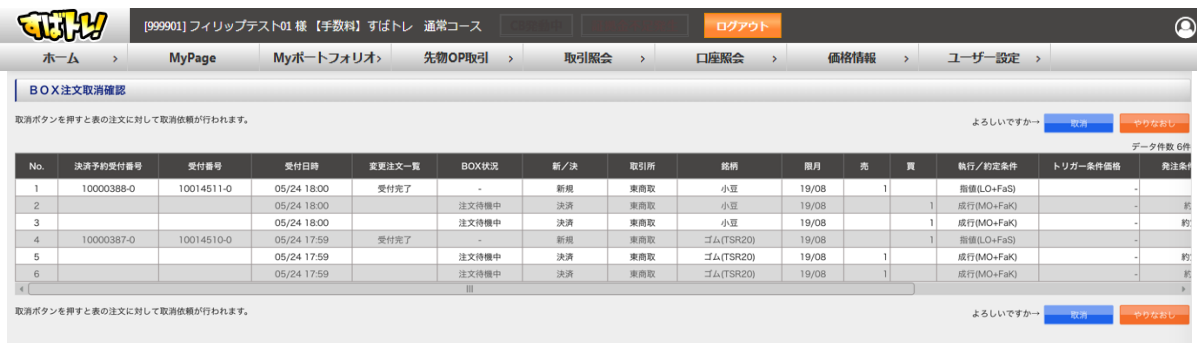 すばトレ!
[999901] フィリップテスト01 様 【手数料】すばトレ 通常コース
ログアウト
ホーム > MyPage Myポートフォリオ> 先物OP取引 > 取引照会 > 口座照会 > 価格情報 > ユーザー設定 >
BOX注文取消確認
取消ボタンを押すと表の注文に対して取消依頼が行われます。 よろしいですか→ 取消 やりなおし
データ件数 6件
No. 決済予約受付番号 受付番号 受付日時 変更注文一覧 BOX状況 新/決 取引所 銘柄 限月 売 買 執行/約定条件 トリガー条件価格 発注条件
1 10000388-0 10014511-0 05/24 18:00 受付完了 - 新規 東商取 小豆 19/08 1 指値(LO+FaS) -
2 05/24 18:00 注文待機中 決済 東商取 小豆 19/08 1 成行(MO+FaK) - 約
3 05/24 18:00 注文待機中 決済 東商取 小豆 19/08 1 成行(MO+FaK) - 約
4 10000387-0 10014510-0 05/24 17:59 受付完了 - 新規 東商取 ゴム(TSR20) 19/08 1 指値(LO+FaS) -
5 05/24 17:59 注文待機中 決済 東商取 ゴム(TSR20) 19/08 1 成行(MO+FaK) - 約
6 05/24 17:59 注文待機中 決済 東商取 ゴム(TSR20) 19/08 1 成行(MO+FaK) - 約
取消ボタンを押すと表の注文に対して取消依頼が行われます。 よろしいですか→ 取消 やりなおし